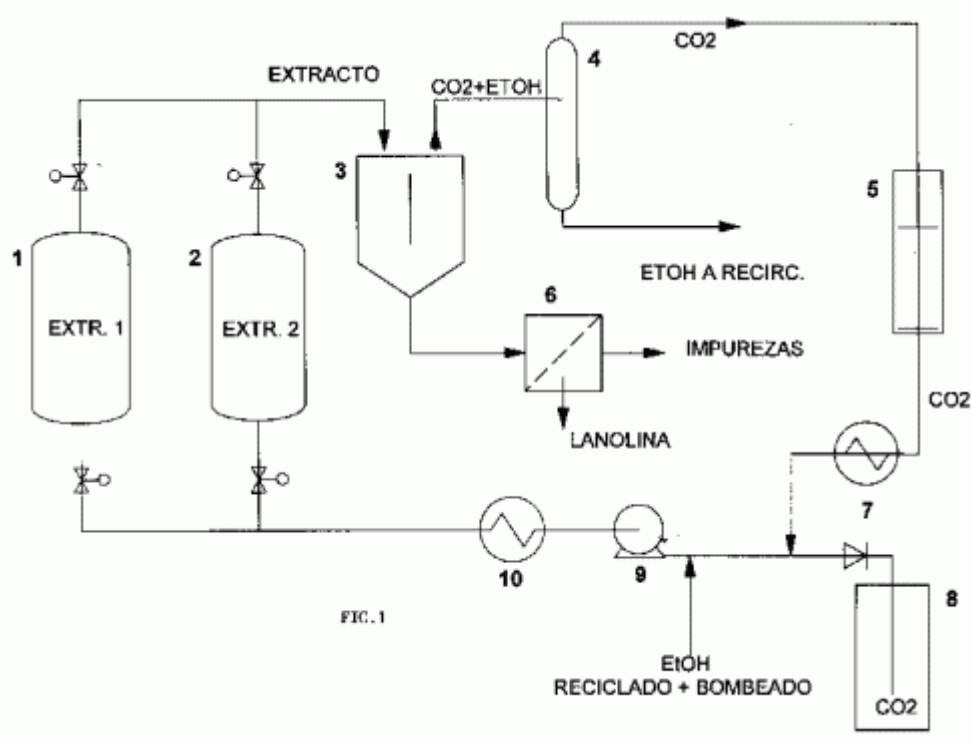 CO2
4
EXTRACTO
CO2+ETOH
3
5
1
2
ETOH A RECIRC.
6
EXTR. 1
EXTR. 2
IMPUREZAS
CO2
LANOLINA
7
10
9
8
FIG.1
EtOH
RECICLADO + BOMBEADO
CO2